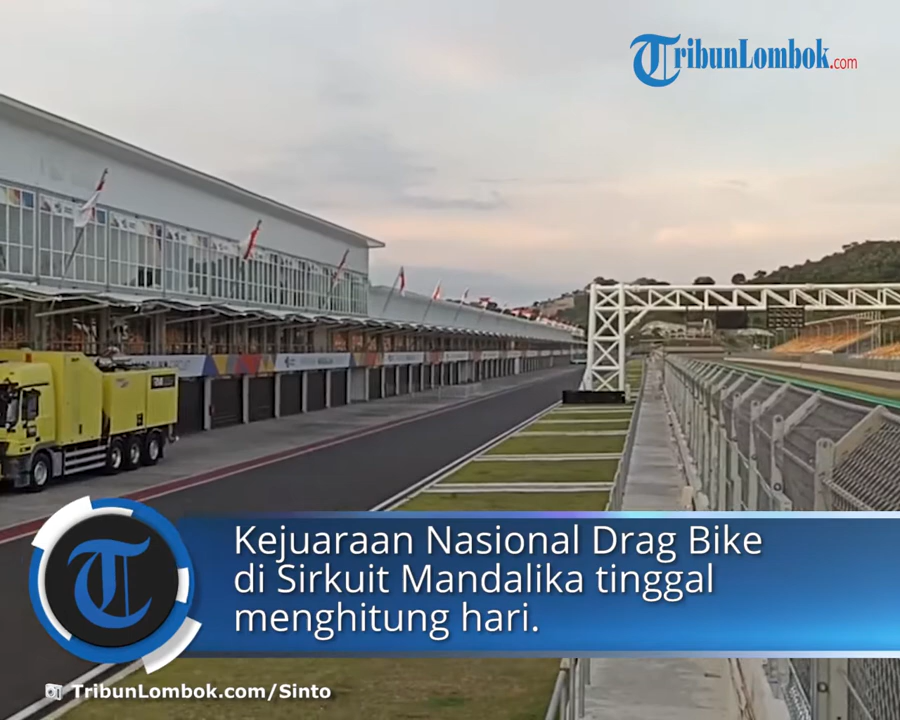 TribunLombok.com
Kejuaraan Nasional Drag Bike
di Sirkuit Mandalika tinggal
menghitung hari.
TribunLombok.com/Sinto